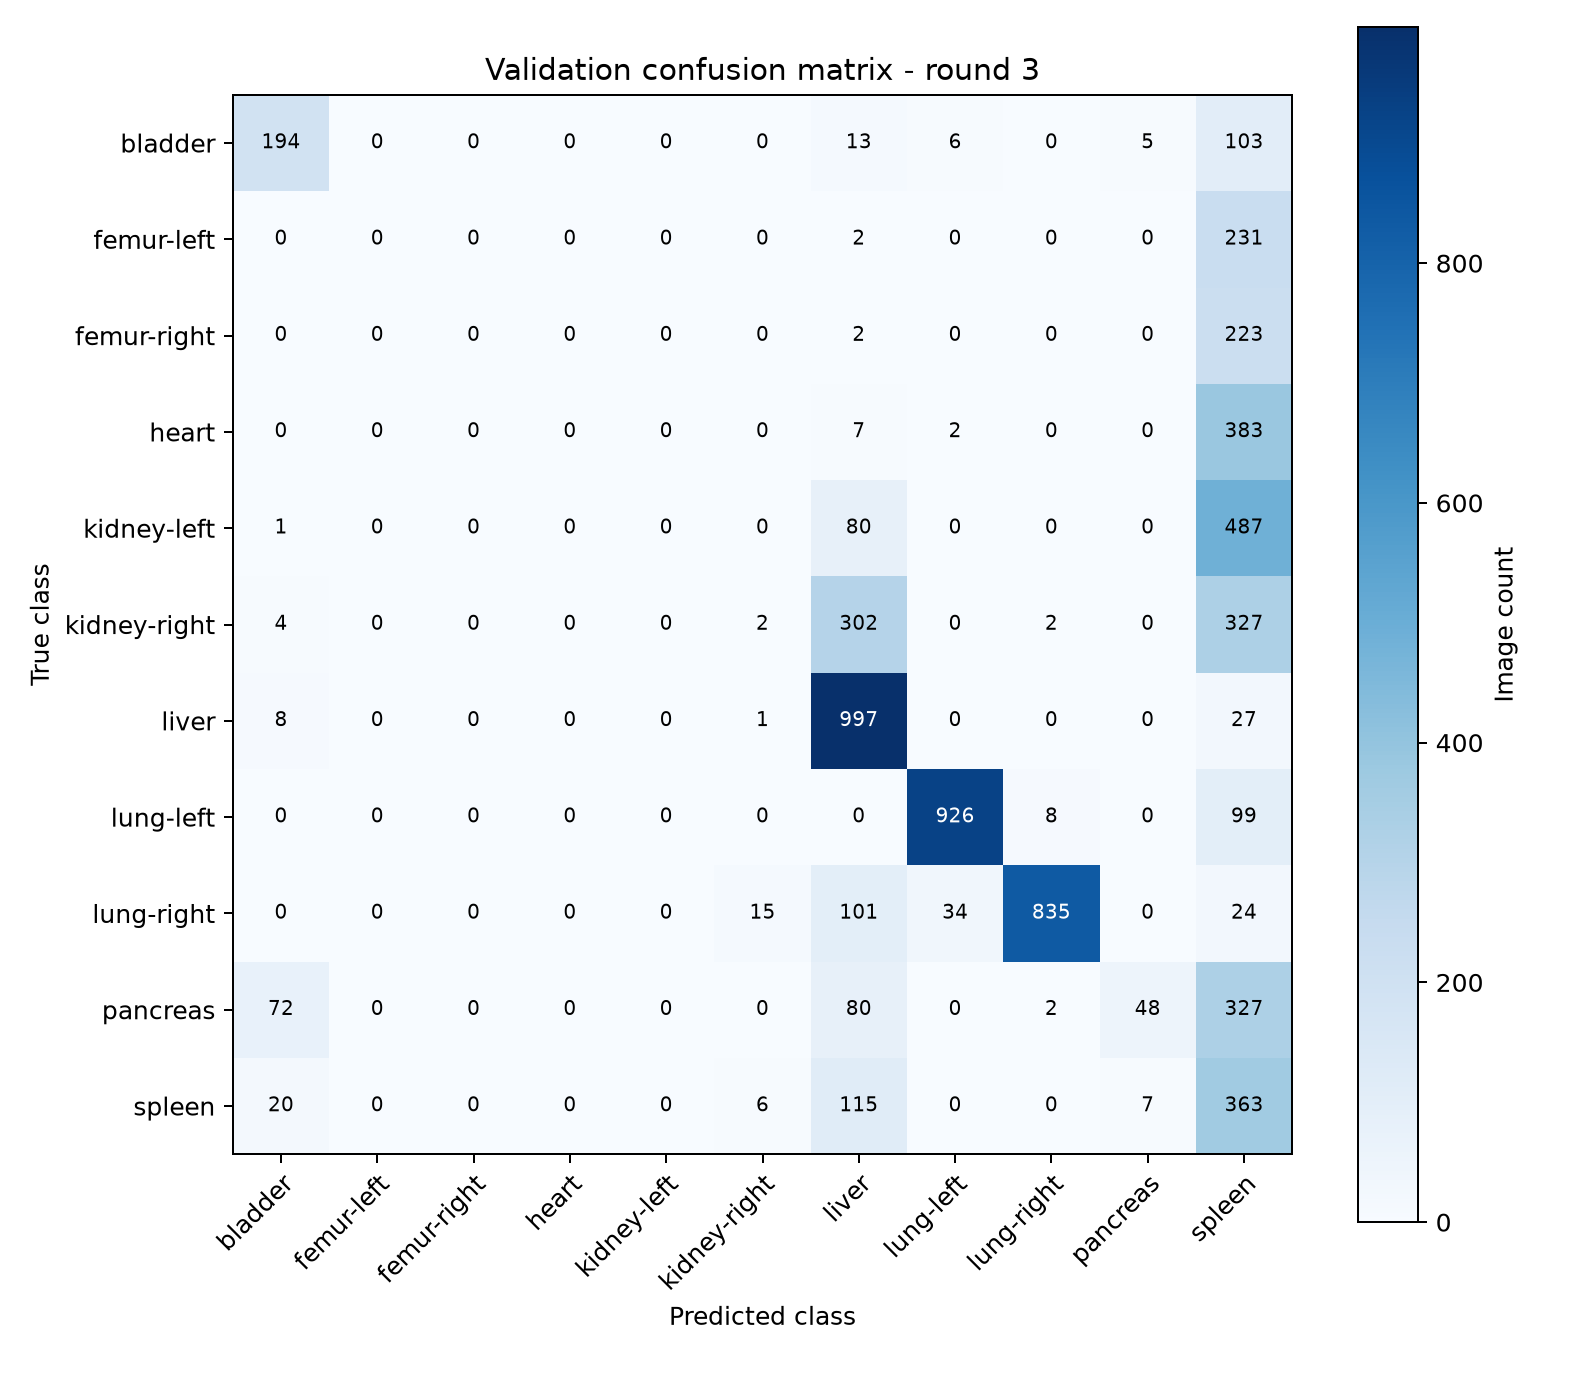 Validation confusion matrix - round 3
bladder 194 0 0 0 0 0 13 6 0 5 103
femur-left 0 0 0 0 0 0 2 0 0 0 231
femur-right 0 0 0 0 0 0 2 0 0 0 223
heart 0 0 0 0 0 0 7 2 0 0 383
kidney-left 1 0 0 0 0 0 80 0 0 0 487
kidney-right 4 0 0 0 0 2 302 0 2 0 327
liver 8 0 0 0 0 1 997 0 0 0 27
lung-left 0 0 0 0 0 0 0 926 8 0 99
lung-right 0 0 0 0 0 15 101 34 835 0 24
pancreas 72 0 0 0 0 0 80 0 2 48 327
spleen 20 0 0 0 0 6 115 0 0 7 363
bladder femur-left femur-right heart kidney-left kidney-right liver lung-left lung-right pancreas spleen
Predicted class
True class
800
600
400
200
0
Image count